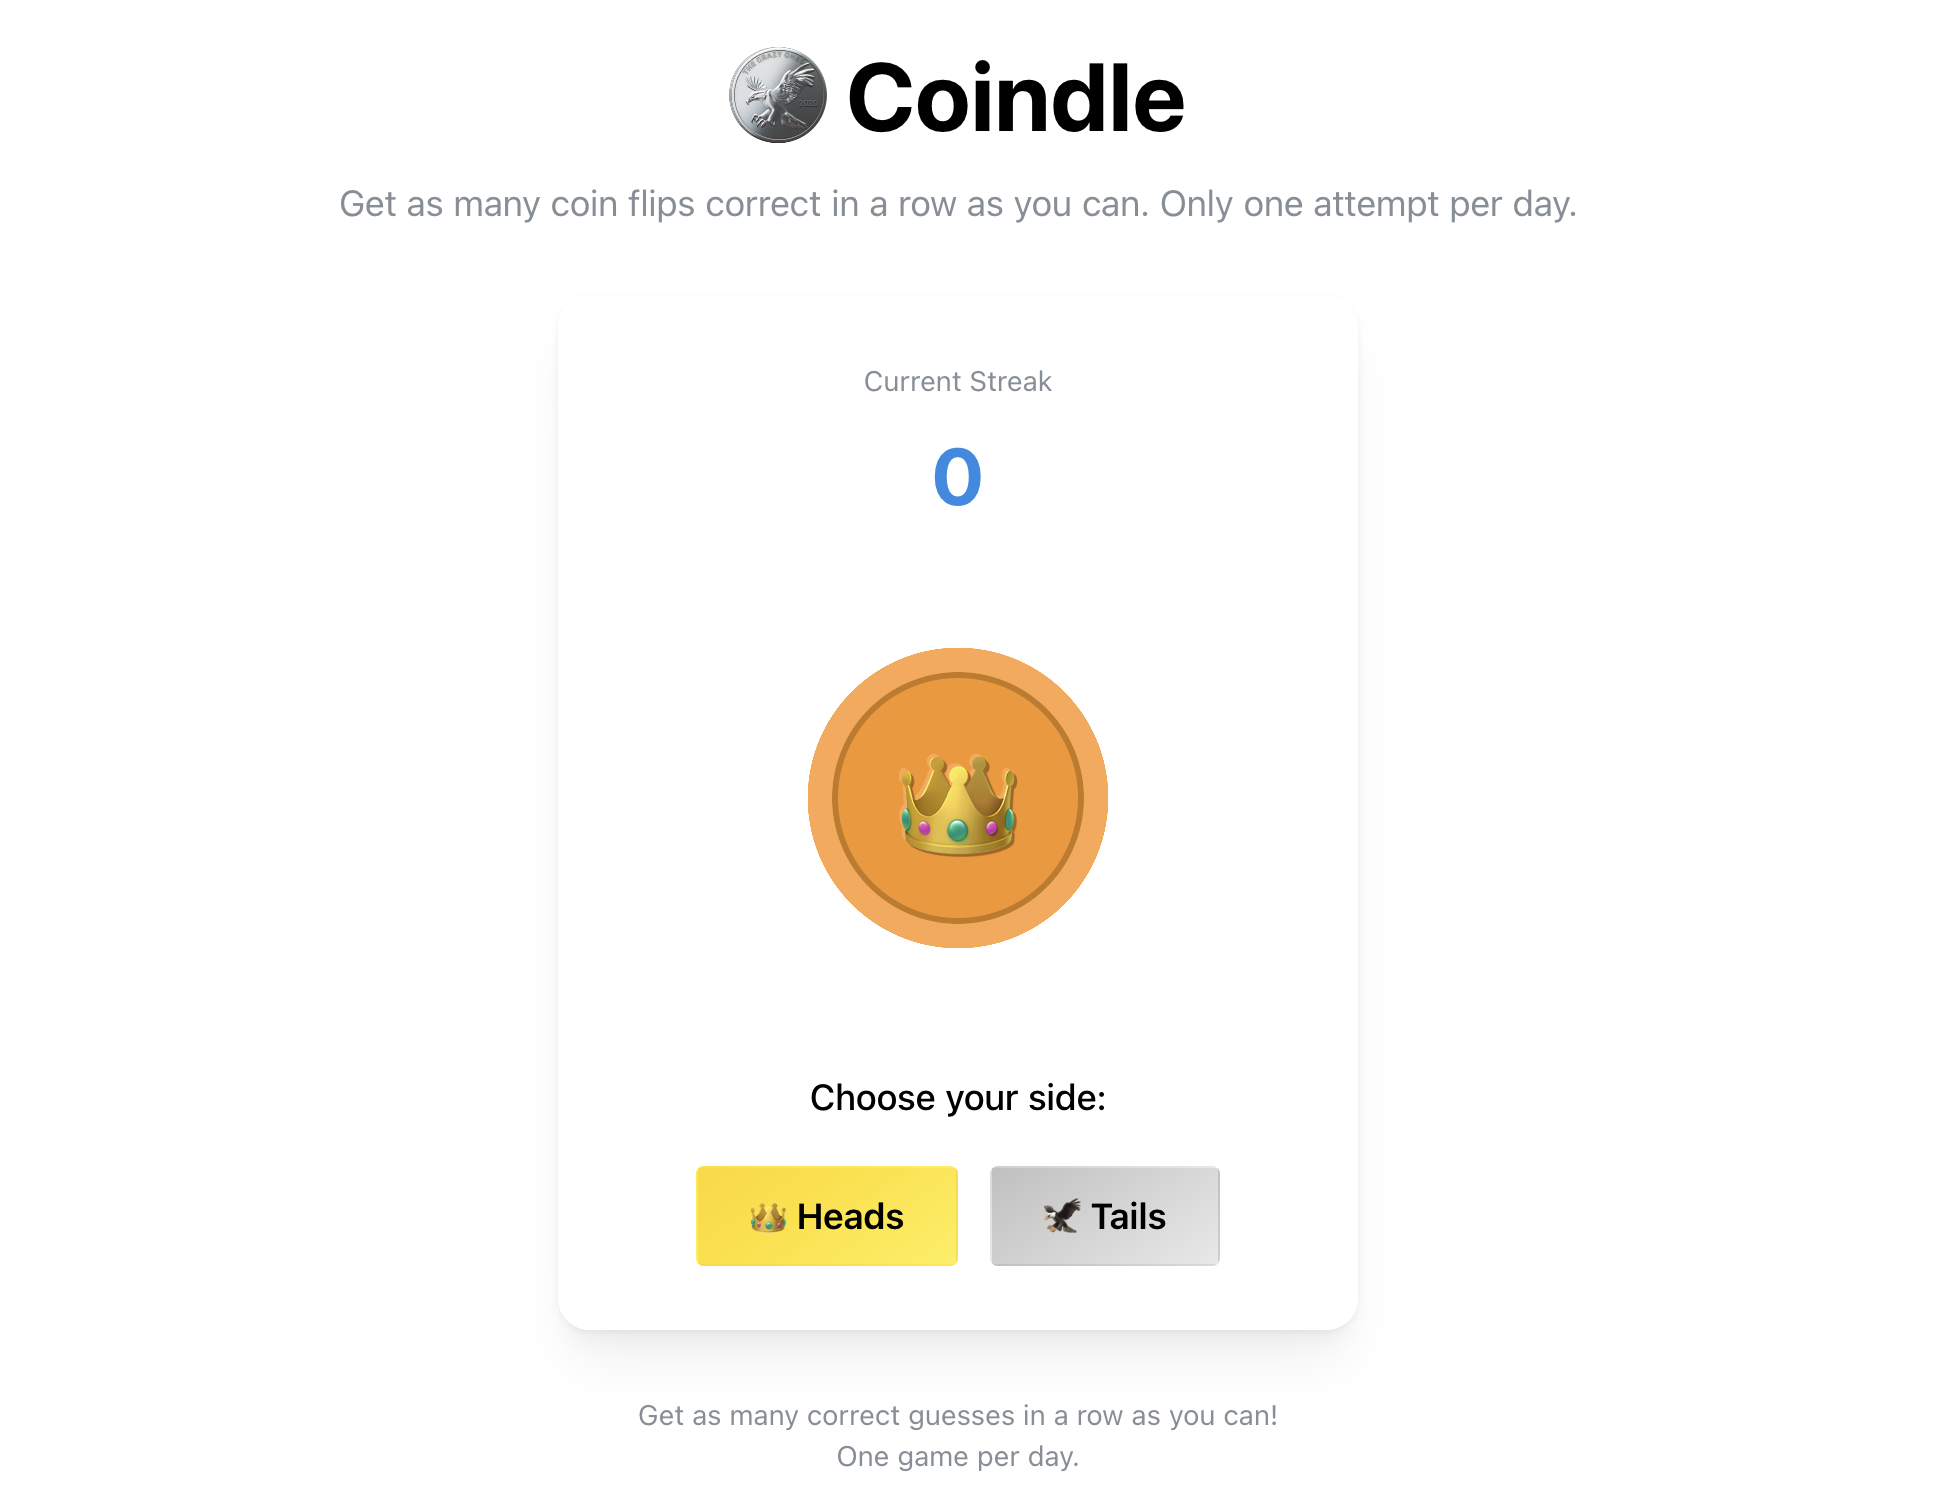 Coindle
Get as many coin flips correct in a row as you can. Only one attempt per day.
Current Streak
0
Choose your side:
Heads
Tails
Get as many correct guesses in a row as you can!
One game per day.